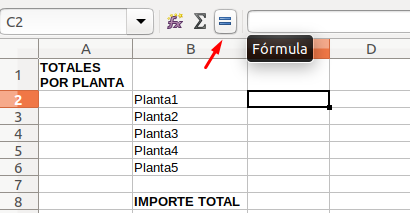 C2
fx Σ =
Fórmula
A B D
1 TOTALES
POR PLANTA
2 Planta1
3 Planta2
4 Planta3
5 Planta4
6 Planta5
7
8 IMPORTE TOTAL